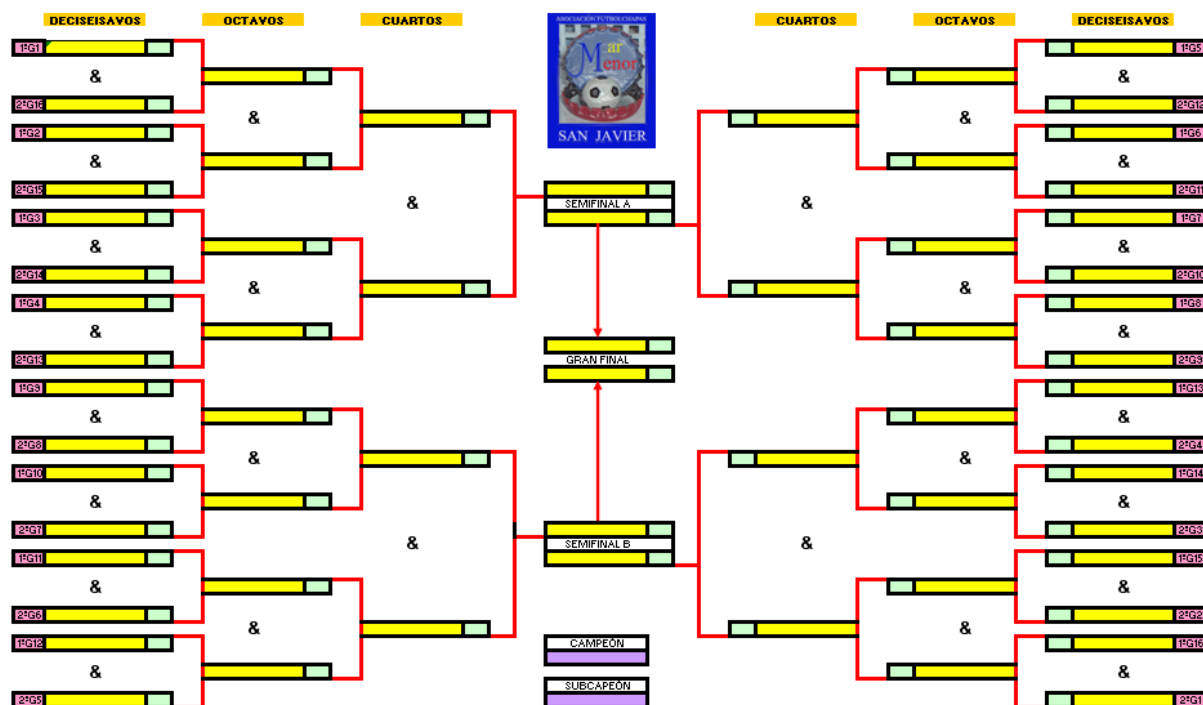 DECISEISAVOS OCTAVOS CUARTOS ASOCIACIÓN FUTBOLCHAPAS CUARTOS OCTAVOS DECISEISAVOS
Mar
Menor
SAN JAVIER
1ºG1 1ºG5
& &
2ºG16 2ºG12
& &
1ºG2 1ºG6
& &
2ºG15 2ºG11
& SEMIFINAL A &
1ºG3 1ºG7
& &
2ºG14 2ºG10
& &
1ºG4 1ºG8
& &
2ºG13 GRAN FINAL 2ºG9
1ºG9 1ºG13
& &
2ºG8 2ºG4
& &
1ºG10 1ºG14
& &
2ºG7 2ºG3
& SEMIFINAL B &
1ºG11 1ºG15
& &
2ºG6 2ºG2
& &
1ºG12 CAMPEÓN 1ºG16
& &
SUBCAPEÓN
2ºG5 2ºG1